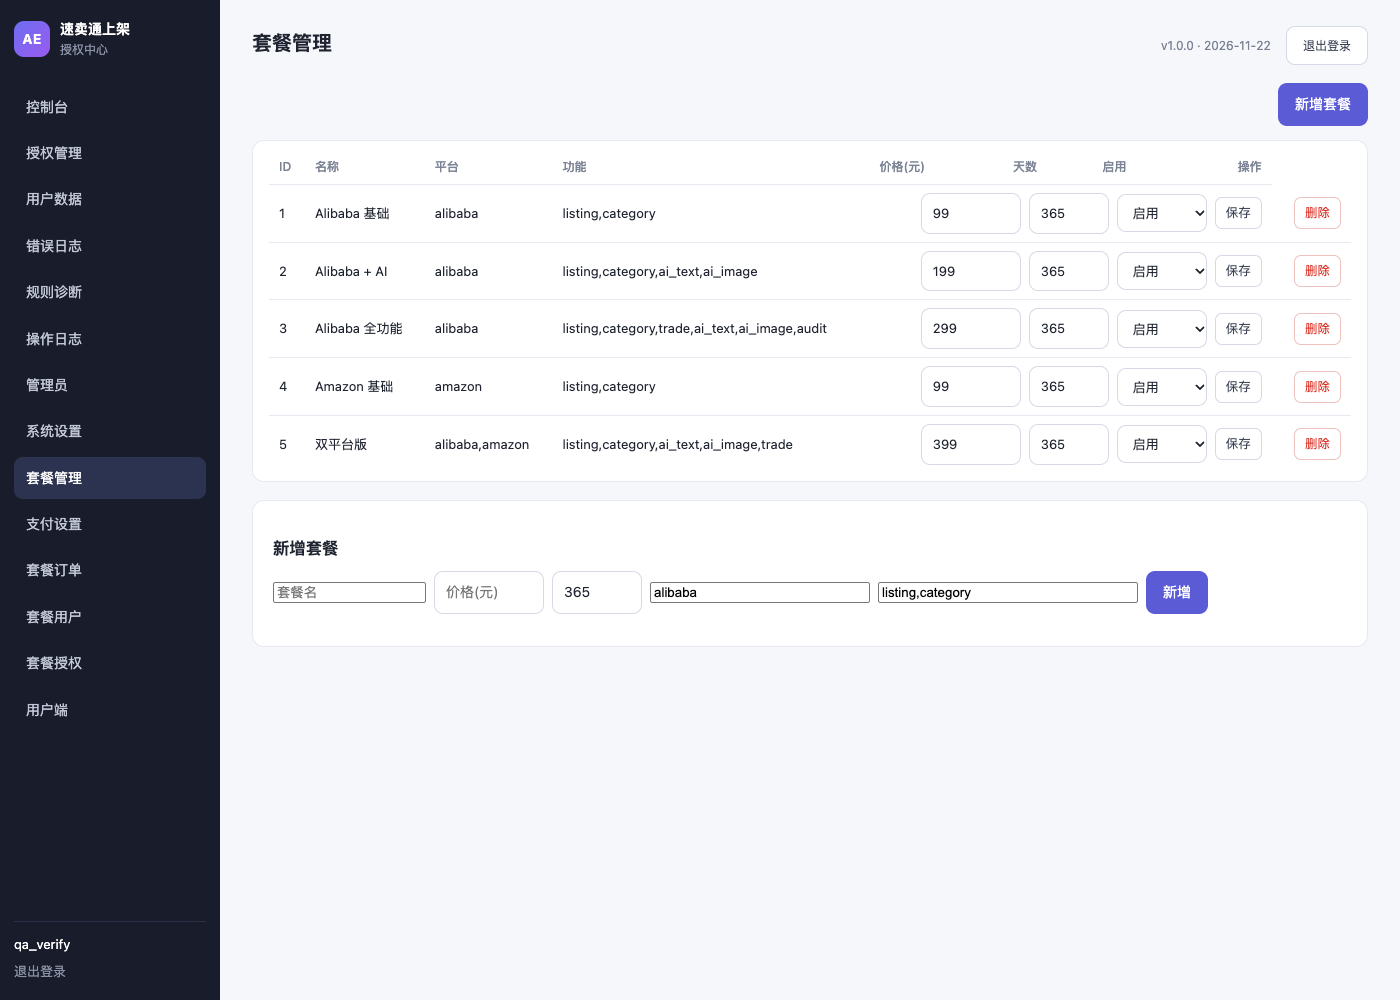 AE
速卖通上架
授权中心
控制台
授权管理
用户数据
错误日志
规则诊断
操作日志
管理员
系统设置
套餐管理
支付设置
套餐订单
套餐用户
套餐授权
用户端
qa_verify
退出登录
套餐管理
v1.0.0 · 2026-11-22
退出登录
新增套餐
ID 名称 平台 功能 价格(元) 天数 启用 操作
1 Alibaba 基础 alibaba listing,category 99 365 启用 保存 删除
2 Alibaba + AI alibaba listing,category,ai_text,ai_image 199 365 启用 保存 删除
3 Alibaba 全功能 alibaba listing,category,trade,ai_text,ai_image,audit 299 365 启用 保存 删除
4 Amazon 基础 amazon listing,category 99 365 启用 保存 删除
5 双平台版 alibaba,amazon listing,category,ai_text,ai_image,trade 399 365 启用 保存 删除
新增套餐
套餐名 价格(元) 365 alibaba listing,category 新增